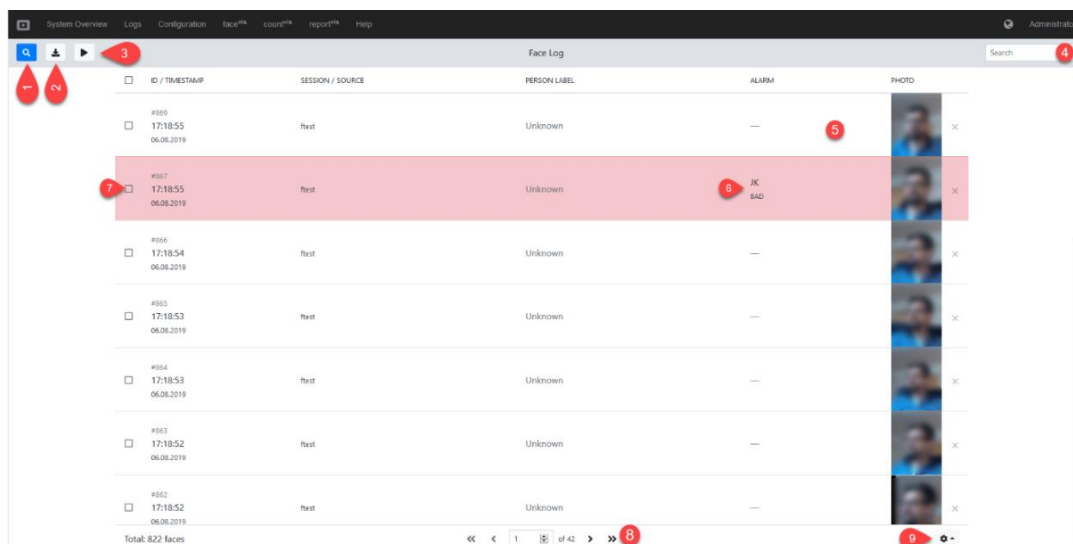 System Overview Logs Configuration face^vis count^vis report^vis Help Administrato
1 2 3 Face Log Search 4
ID / TIMESTAMP SESSION / SOURCE PERSON LABEL ALARM PHOTO
#869
17:18:55 ftest Unknown — 5 ×
06.08.2019
#867
7 17:18:55 ftest Unknown 6 JK ×
06.08.2019 BAD
#866
17:18:54 ftest Unknown — ×
06.08.2019
#865
17:18:53 ftest Unknown — ×
06.08.2019
#864
17:18:53 ftest Unknown — ×
06.08.2019
#863
17:18:52 ftest Unknown — ×
06.08.2019
#862
17:18:52 ftest Unknown — ×
06.08.2019
Total: 822 faces « ‹ 1 of 42 › » 8 9